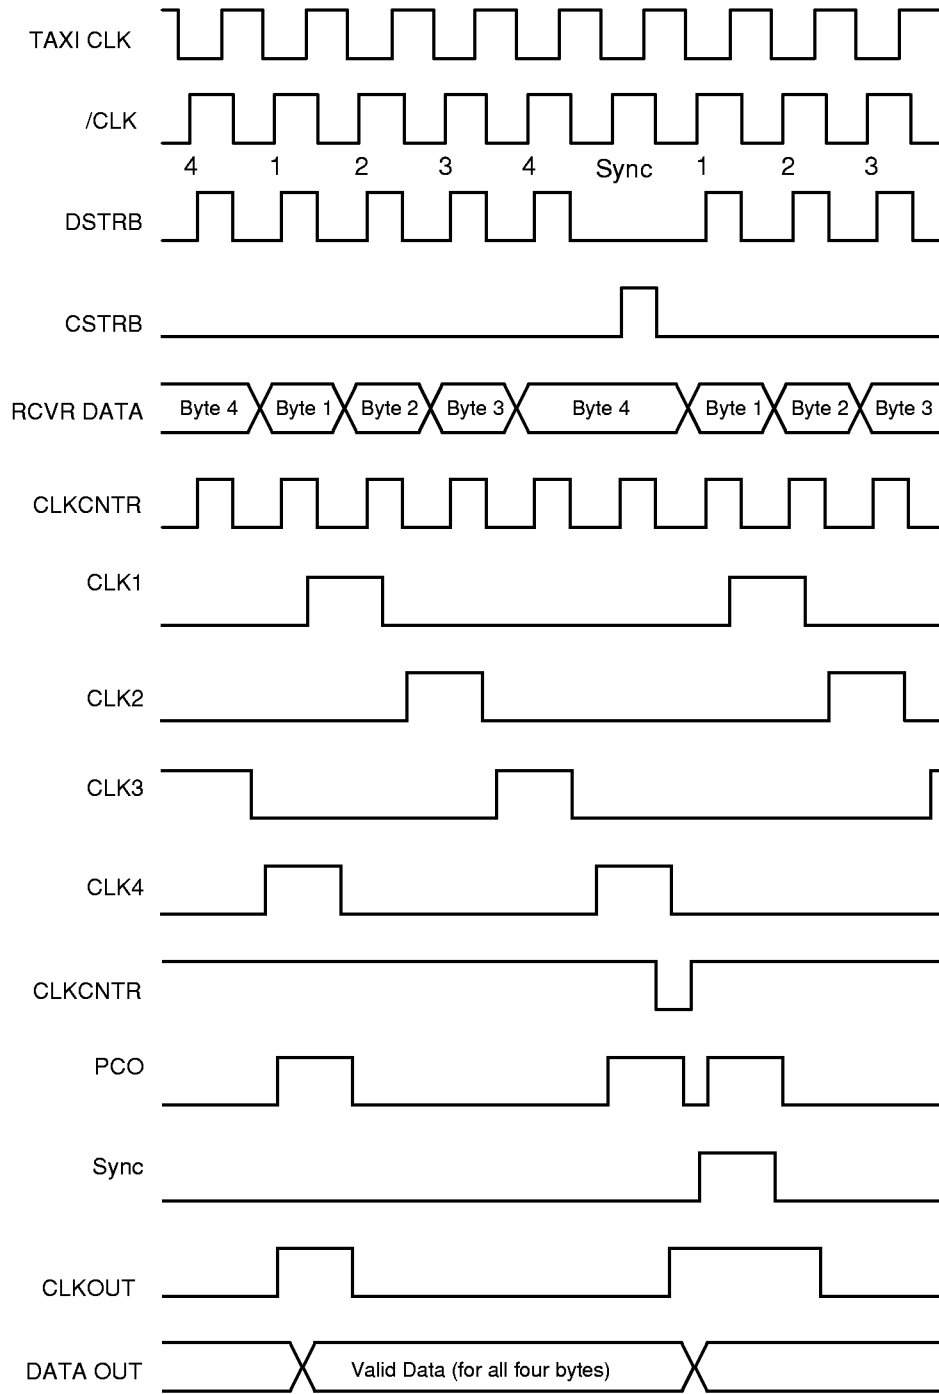 TAXI CLK
/CLK
4 1 2 3 4 Sync 1 2 3
DSTRB
CSTRB
RCVR DATA Byte 4 Byte 1 Byte 2 Byte 3 Byte 4 Byte 1 Byte 2 Byte 3
CLKCNTR
CLK1
CLK2
CLK3
CLK4
CLKCNTR
PCO
Sync
CLKOUT
DATA OUT Valid Data (for all four bytes)